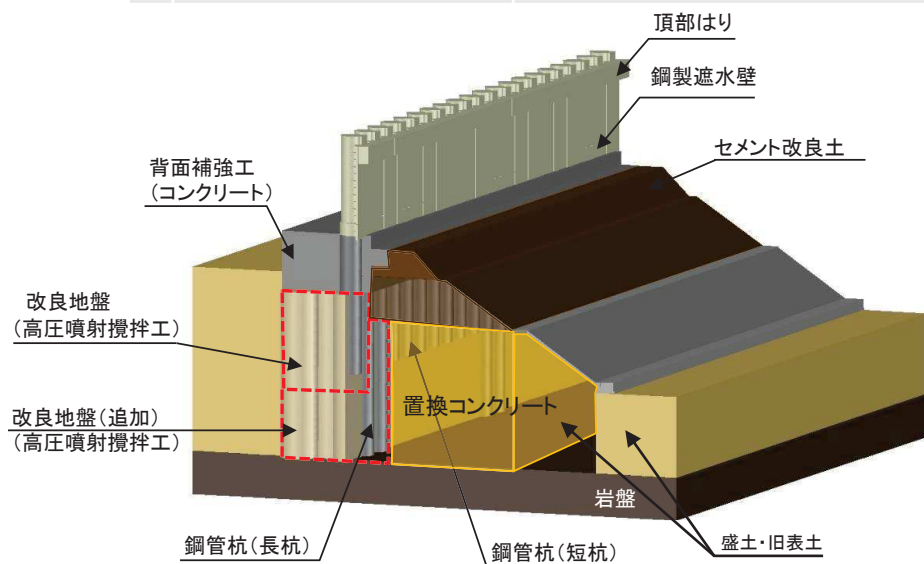 頂部はり
鋼製遮水壁
セメント改良土
背面補強工
（コンクリート）
改良地盤
（高圧噴射攪拌工）
置換コンクリート
改良地盤（追加）
（高圧噴射攪拌工）
岩盤
鋼管杭（長杭）
鋼管杭（短杭）
盛土・旧表土